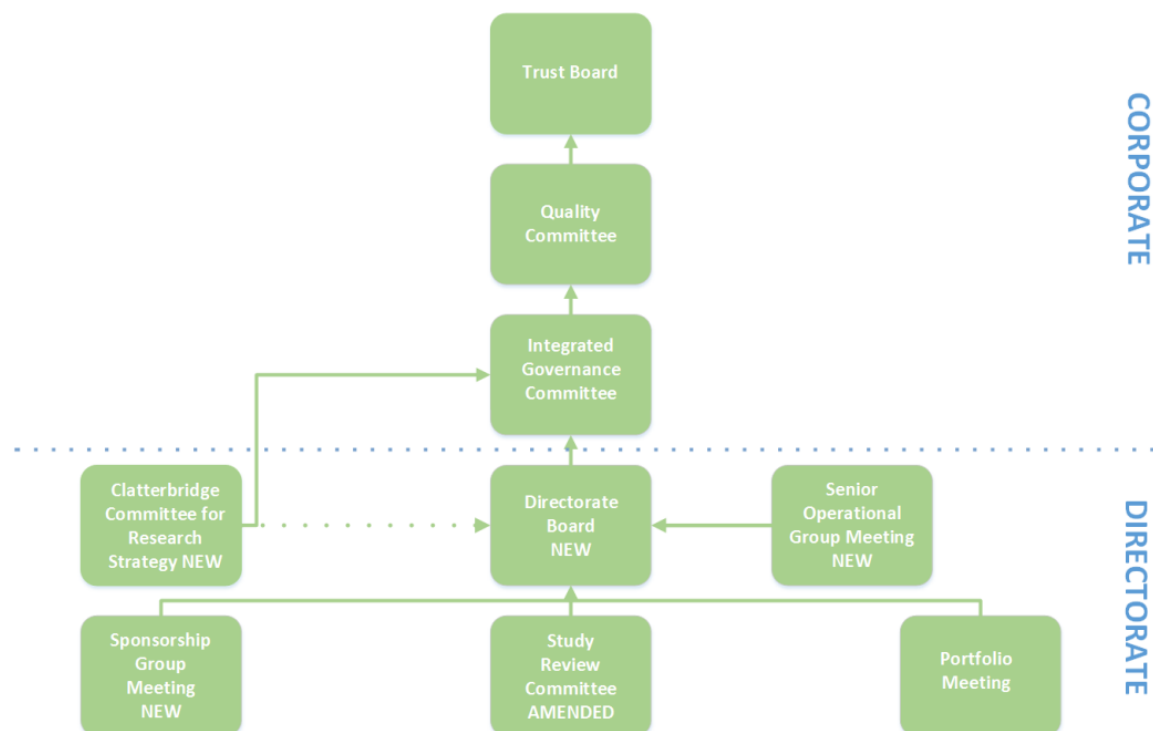 Trust Board
CORPORATE
Quality
Committee
Integrated
Governance
Committee
Clatterbridge
Committee for
Research
Strategy NEW
Directorate
Board
NEW
Senior
Operational
Group Meeting
NEW
DIRECTORATE
Sponsorship
Group
Meeting
NEW
Study
Review
Committee
AMENDED
Portfolio
Meeting